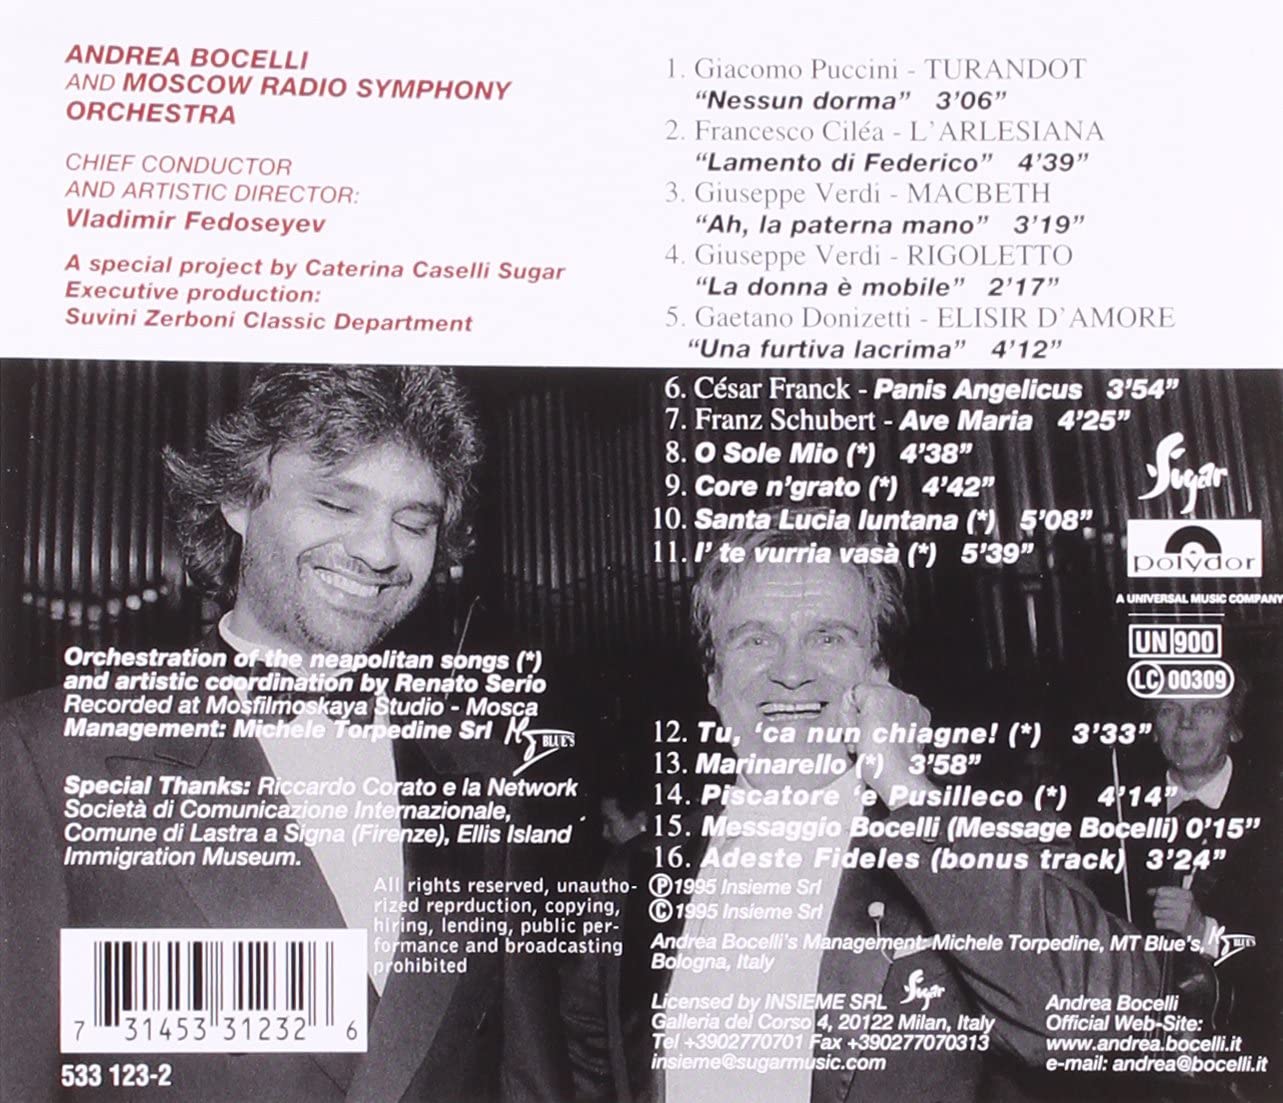 ANDREA BOCELLI
AND MOSCOW RADIO SYMPHONY
ORCHESTRA
CHIEF CONDUCTOR
AND ARTISTIC DIRECTOR:
Vladimir Fedoseyev
A special project by Caterina Caselli Sugar
Executive production:
Suvini Zerboni Classic Department
1. Giacomo Puccini - TURANDOT
“Nessun dorma” 3’06”
2. Francesco Ciléa - L’ARLESIANA
“Lamento di Federico” 4’39”
3. Giuseppe Verdi - MACBETH
“Ah, la paterna mano” 3’19”
4. Giuseppe Verdi - RIGOLETTO
“La donna è mobile” 2’17”
5. Gaetano Donizetti - ELISIR D’AMORE
“Una furtiva lacrima” 4’12”
6. César Franck - Panis Angelicus 3’54”
7. Franz Schubert - Ave Maria 4’25”
8. O Sole Mio (*) 4’38”
9. Core n’grato (*) 4’42”
10. Santa Lucia luntana (*) 5’08”
11. I’ te vurria vasà (*) 5’39”
Sugar
polydor
A UNIVERSAL MUSIC COMPANY
UN 900
LC 00309
Orchestration of the neapolitan songs (*)
and artistic coordination by Renato Serio
Recorded at Mosfilmoskaya Studio - Mosca
Management: Michele Torpedine Srl
BLUE'S
Special Thanks: Riccardo Corato e la Network
Società di Comunicazione Internazionale,
Comune di Lastra a Signa (Firenze), Ellis Island
Immigration Museum.
12. Tu, ‘ca nun chiagne! (*) 3’33”
13. Marinarello (*) 3’58”
14. Piscatore ‘e Pusilleco (*) 4’14”
15. Messaggio Bocelli (Message Bocelli) 0’15”
16. Adeste Fideles (bonus track) 3’24”
All rights reserved, unautho-
rized reprduction, copying,
hiring, lending, public per-
formance and broadcasting
prohibited
Ⓟ1995 Insieme Srl
©1995 Insieme Srl
Andrea Bocelli's Management: Michele Torpedine, MT Blue's,
BLUE'S
Bologna, Italy
Licensed by INSIEME SRL
Sugar
Galleria del Corso 4, 20122 Milan, Italy
Tel +3902770701 Fax +390277070313
insieme@sugarmusic.com
Andrea Bocelli
Official Web-Site:
www.andrea.bocelli.it
e-mail: andrea@bocelli.it
7 31453 31232 6
533 123-2